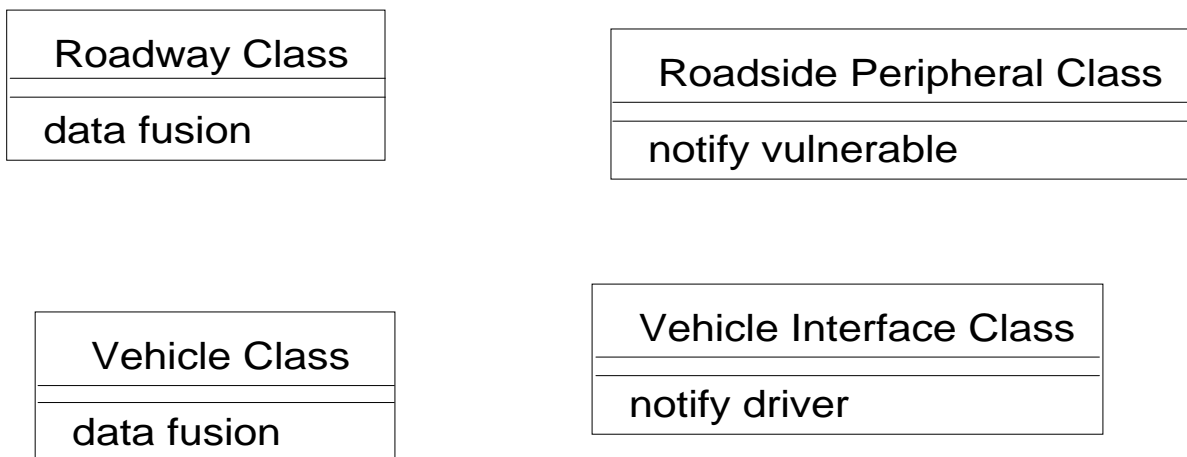 Roadway Class
data fusion
Roadside Peripheral Class
notify vulnerable
Vehicle Class
data fusion
Vehicle Interface Class
notify driver